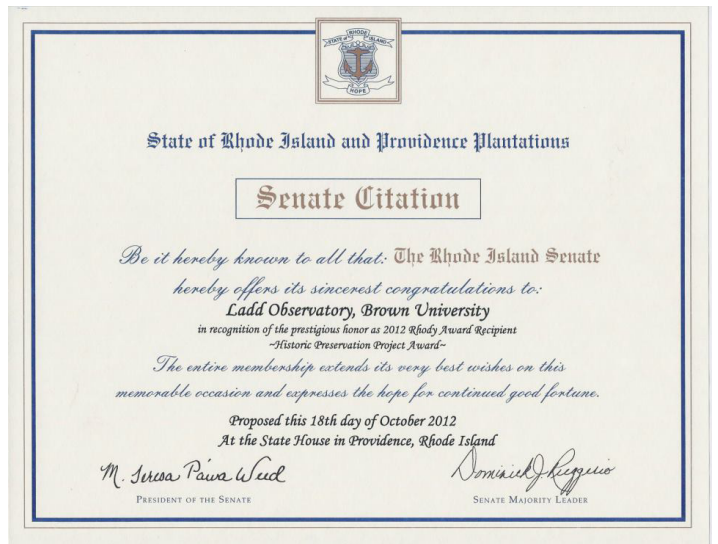 RHODE
STATE of ISLAND
HOPE
State of Rhode Island and Providence Plantations
Senate Citation
Be it hereby known to all that: The Rhode Island Senate
hereby offers its sincerest congratulations to:
Ladd Observatory, Brown University
in recognition of the prestigious honor as 2012 Rhody Award Recipient
~Historic Preservation Project Award~
The entire membership extends its very best wishes on this
memorable occasion and expresses the hope for continued good fortune.
Proposed this 18th day of October 2012
At the State House in Providence, Rhode Island
M. Teresa Paiva Weed
Dominick J. Ruggerio
PRESIDENT OF THE SENATE
SENATE MAJORITY LEADER